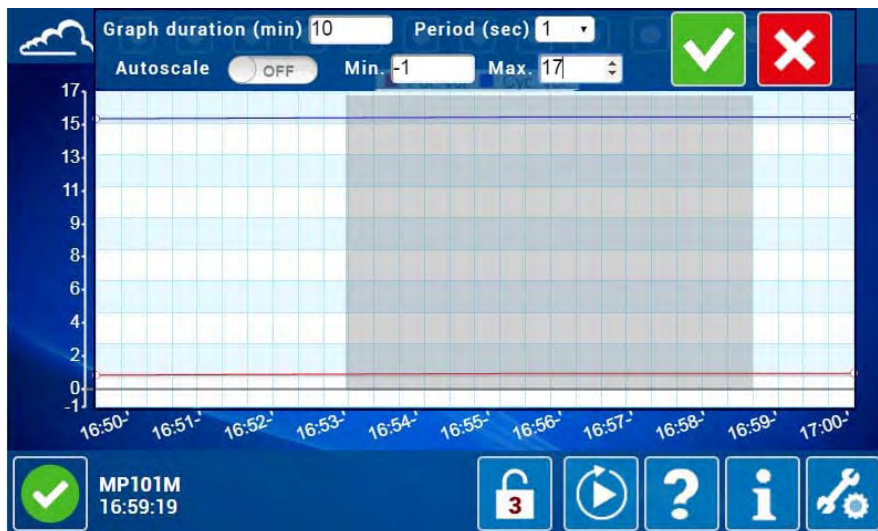 Graph duration (min) 10 Period (sec) 1
Autoscale OFF Min. -1 Max. 17
17
15
13
11
9
8
6
4
2
0
-1
16:50 16:51 16:52 16:53 16:54 16:55 16:56 16:57 16:58 16:59 17:00
MP101M
16:59:19
3 ? i